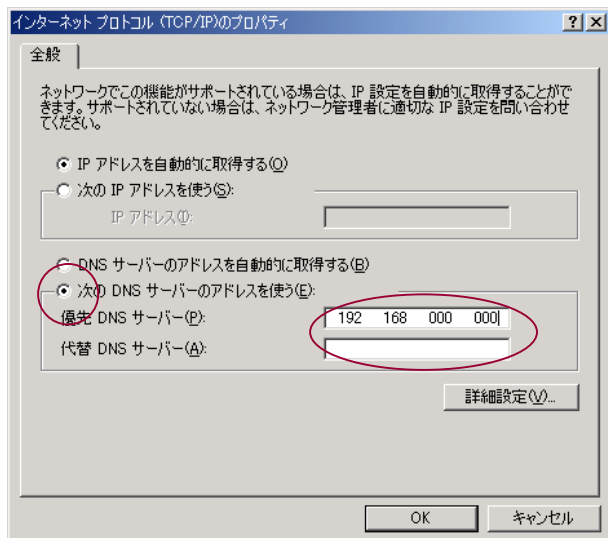 インターネット プロトコル (TCP/IP)のプロパティ
全般
ネットワークでこの機能がサポートされている場合は、IP 設定を自動的に取得することがで
きます。サポートされていない場合は、ネットワーク管理者に適切な IP 設定を問い合わせ
てください。
IP アドレスを自動的に取得する(O)
次の IP アドレスを使う(S):
IP アドレス(I):
DNS サーバーのアドレスを自動的に取得する(B)
次の DNS サーバーのアドレスを使う(E):
優先 DNS サーバー(P): 192 168 000 000
代替 DNS サーバー(A):
詳細設定(V)...
OK キャンセル